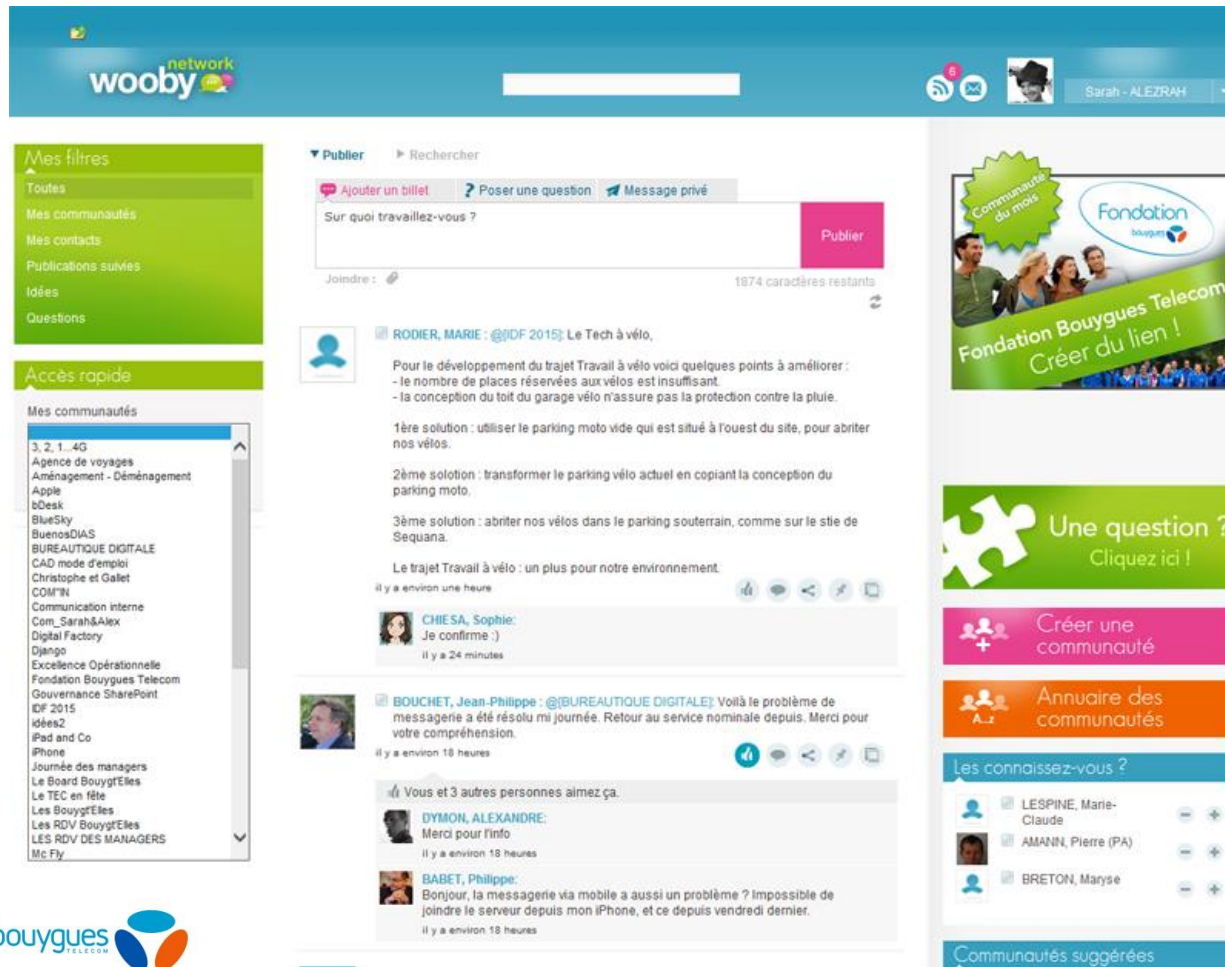 network
wooby
6
Sarah - ALEZRAH
Mes filtres
Toutes
Mes communautés
Mes contacts
Publications suivies
Idées
Questions
Accès rapide
Mes communautés
3, 2, 1...4G
Agence de voyages
Aménagement - Déménagement
Apple
bDesk
BlueSky
BuenosDIAS
BUREAUTIQUE DIGITALE
CAD mode d'emploi
Christophe et Gallet
COM"IN
Communication interne
Com_Sarah&Alex
Digital Factory
Django
Excellence Opérationnelle
Fondation Bouygues Telecom
Gouvernance SharePoint
IDF 2015
idées2
iPad and Co
iPhone
Journée des managers
Le Board Bouygt'Elles
Le TEC en fête
Les Bouygt'Elles
Les RDV Bouygt'Elles
LES RDV DES MANAGERS
Mc Fly
bouygues
TELECOM
Publier
Rechercher
Ajouter un billet
? Poser une question
Message privé
Sur quoi travaillez-vous ?
Publier
Joindre :
1874 caractères restants
RODIER, MARIE : @[IDF 2015]: Le Tech à vélo,
Pour le développement du trajet Travail à vélo voici quelques points à améliorer :
- le nombre de places réservées aux vélos est insuffisant.
- la conception du toit du garage vélo n'assure pas la protection contre la pluie.
1ère solution : utiliser le parking moto vide qui est situé à l'ouest du site, pour abriter
nos vélos.
2ème solotion : transformer le parking vélo actuel en copiant la conception du
parking moto.
3ème solution : abriter nos vélos dans le parking souterrain, comme sur le stie de
Sequana.
Le trajet Travail à vélo : un plus pour notre environnement.
il y a environ une heure
CHIESA, Sophie:
Je confirme :)
il y a 24 minutes
BOUCHET, Jean-Philippe : @[BUREAUTIQUE DIGITALE]: Voilà le problème de
messagerie a été résolu mi journée. Retour au service nominale depuis. Merci pour
votre compréhension.
il y a environ 18 heures
Vous et 3 autres personnes aimez ça.
DYMON, ALEXANDRE:
Merci pour l'info
il y a environ 18 heures
BABET, Philippe:
Bonjour, la messagerie via mobile a aussi un problème ? Impossible de
joindre le serveur depuis mon iPhone, et ce depuis vendredi dernier.
il y a environ 18 heures
Communauté
du mois
Fondation
bouygues
Fondation Bouygues Telecom
Créer du lien !
Une question ?
Cliquez ici !
Créer une
communauté
A..z
Annuaire des
communautés
Les connaissez-vous ?
LESPINE, Marie-
Claude
AMANN, Pierre (PA)
BRETON, Maryse
Communautés suggérées